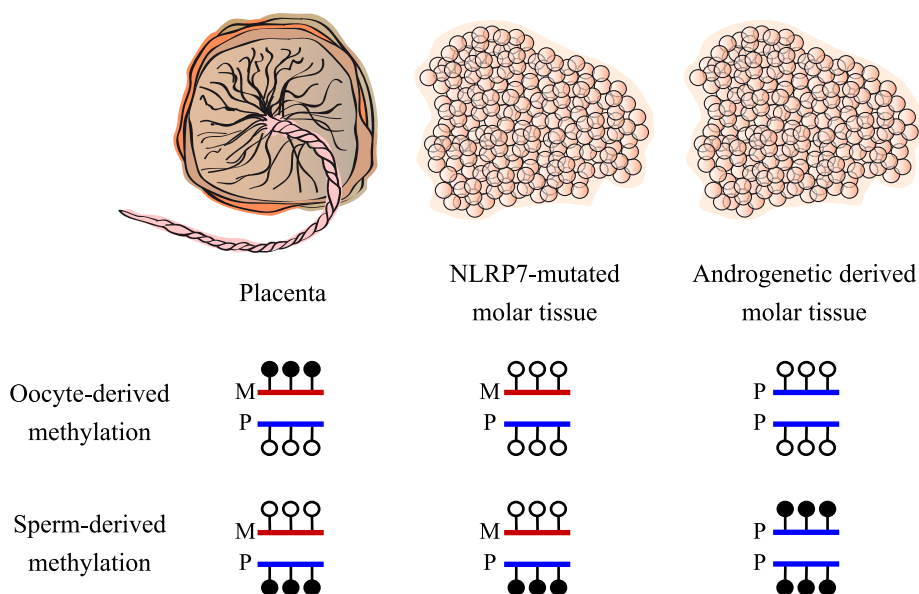 Placenta
NLRP7-mutated
molar tissue
Androgenetic derived
molar tissue
Oocyte-derived
methylation
M
P
M
P
P
P
Sperm-derived
methylation
M
P
M
P
P
P